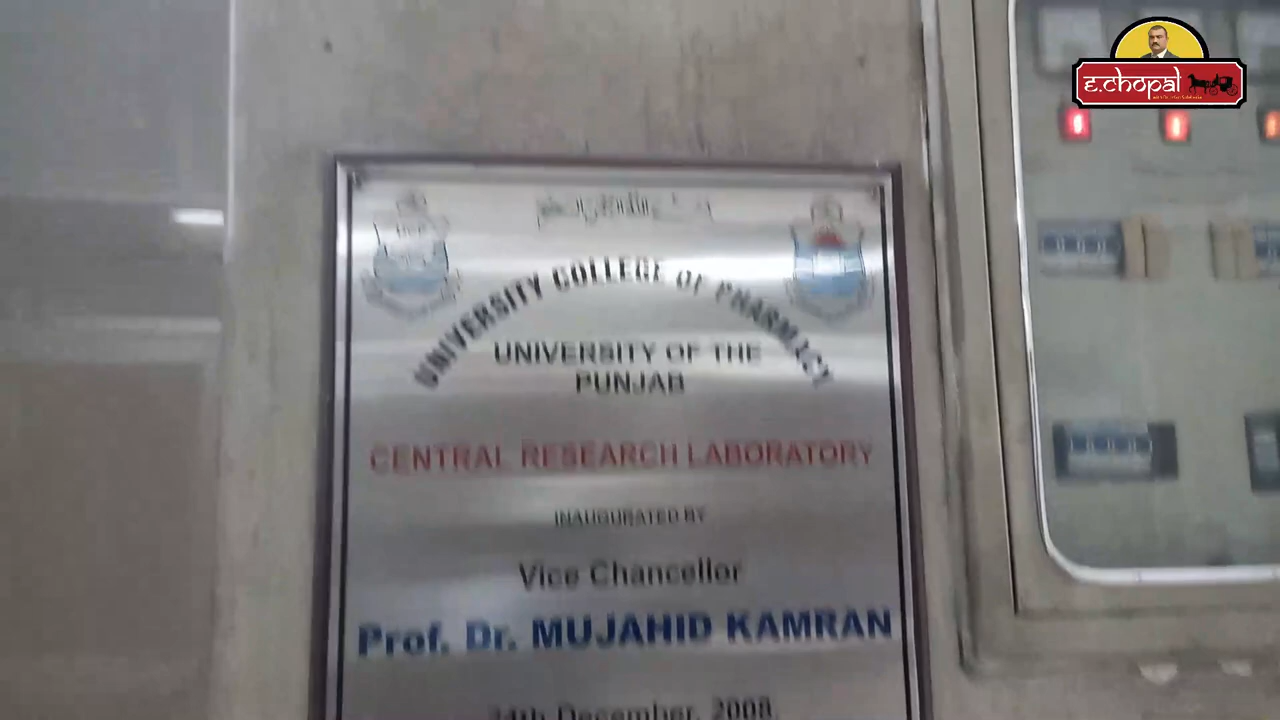 ε.chopal
UNIVERSITY COLLEGE OF PHARMACY
UNIVERSITY OF THE
PUNJAB
CENTRAL RESEARCH LABORATORY
INAUGURATED BY
Vice Chancellor
Prof. Dr. MUJAHID KAMRAN
December, 2008